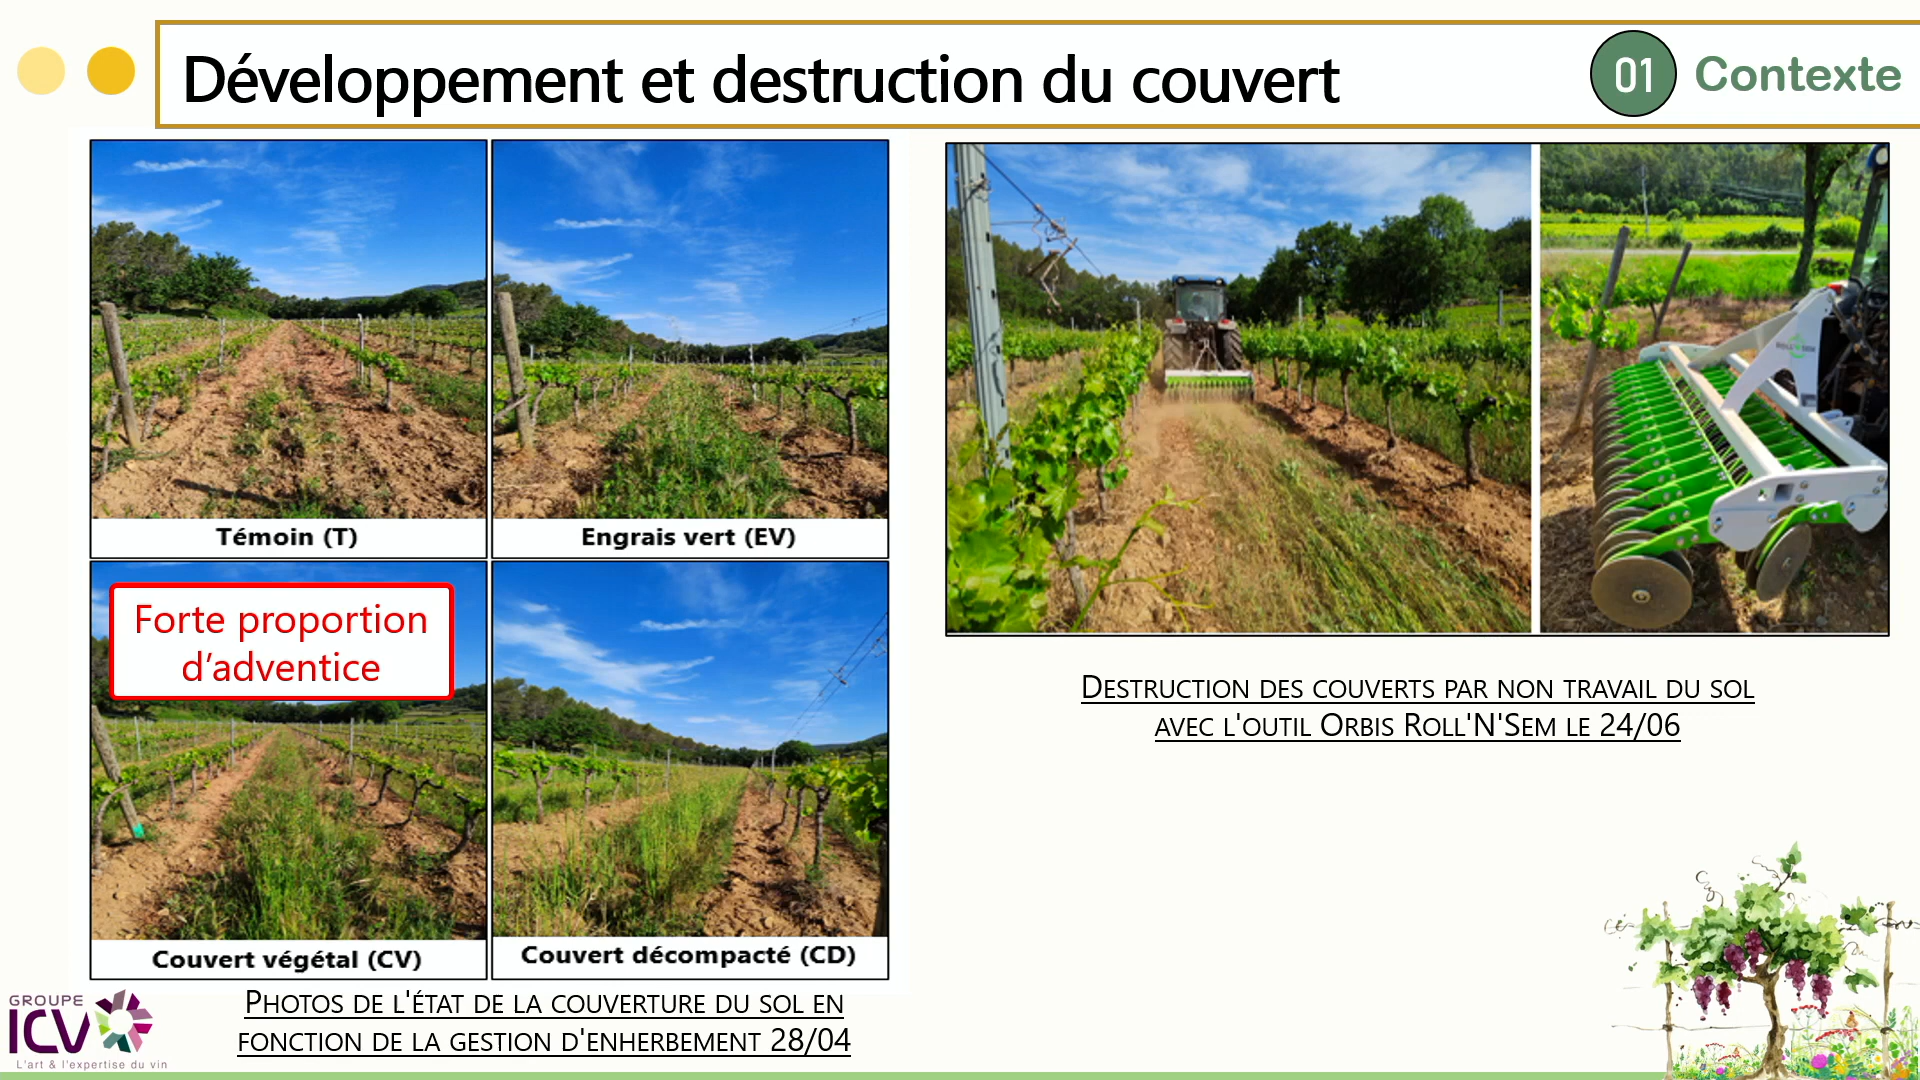 Développement et destruction du couvert
01 Contexte
Témoin (T)
Engrais vert (EV)
Forte proportion
d’adventice
Couvert végétal (CV)
Couvert décompacté (CD)
PHOTOS DE L'ÉTAT DE LA COUVERTURE DU SOL EN
FONCTION DE LA GESTION D'ENHERBEMENT 28/04
DESTRUCTION DES COUVERTS PAR NON TRAVAIL DU SOL
AVEC L'OUTIL ORBIS ROLL'N'SEM LE 24/06
GROUPE
ICV
L'art & l'expertise du vin